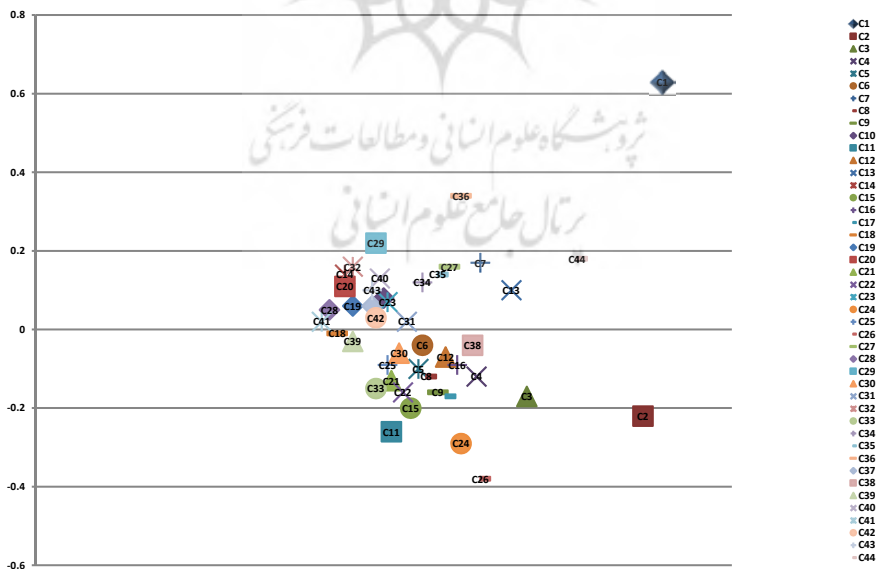 0.8
0.6
0.4
0.2
0
-0.2
-0.4
-0.6
پژوهشگاه علوم انسانی و مطالعات فرهنگی
پرتال جامع علوم انسانی
C1
C36
C29
C44
C7
C27
C32
C14
C35
C40
C34
C20
C43
C13
C23
C19
C28
C42
C41
C31
C18
C39
C6
C38
C30
C12
C25
C16
C5
C8
C4
C21
C33
C22
C9
C3
C15
C2
C11
C24
C26
C1
C2
C3
C4
C5
C6
C7
C8
C9
C10
C11
C12
C13
C14
C15
C16
C17
C18
C19
C20
C21
C22
C23
C24
C25
C26
C27
C28
C29
C30
C31
C32
C33
C34
C35
C36
C37
C38
C39
C40
C41
C42
C43
C44